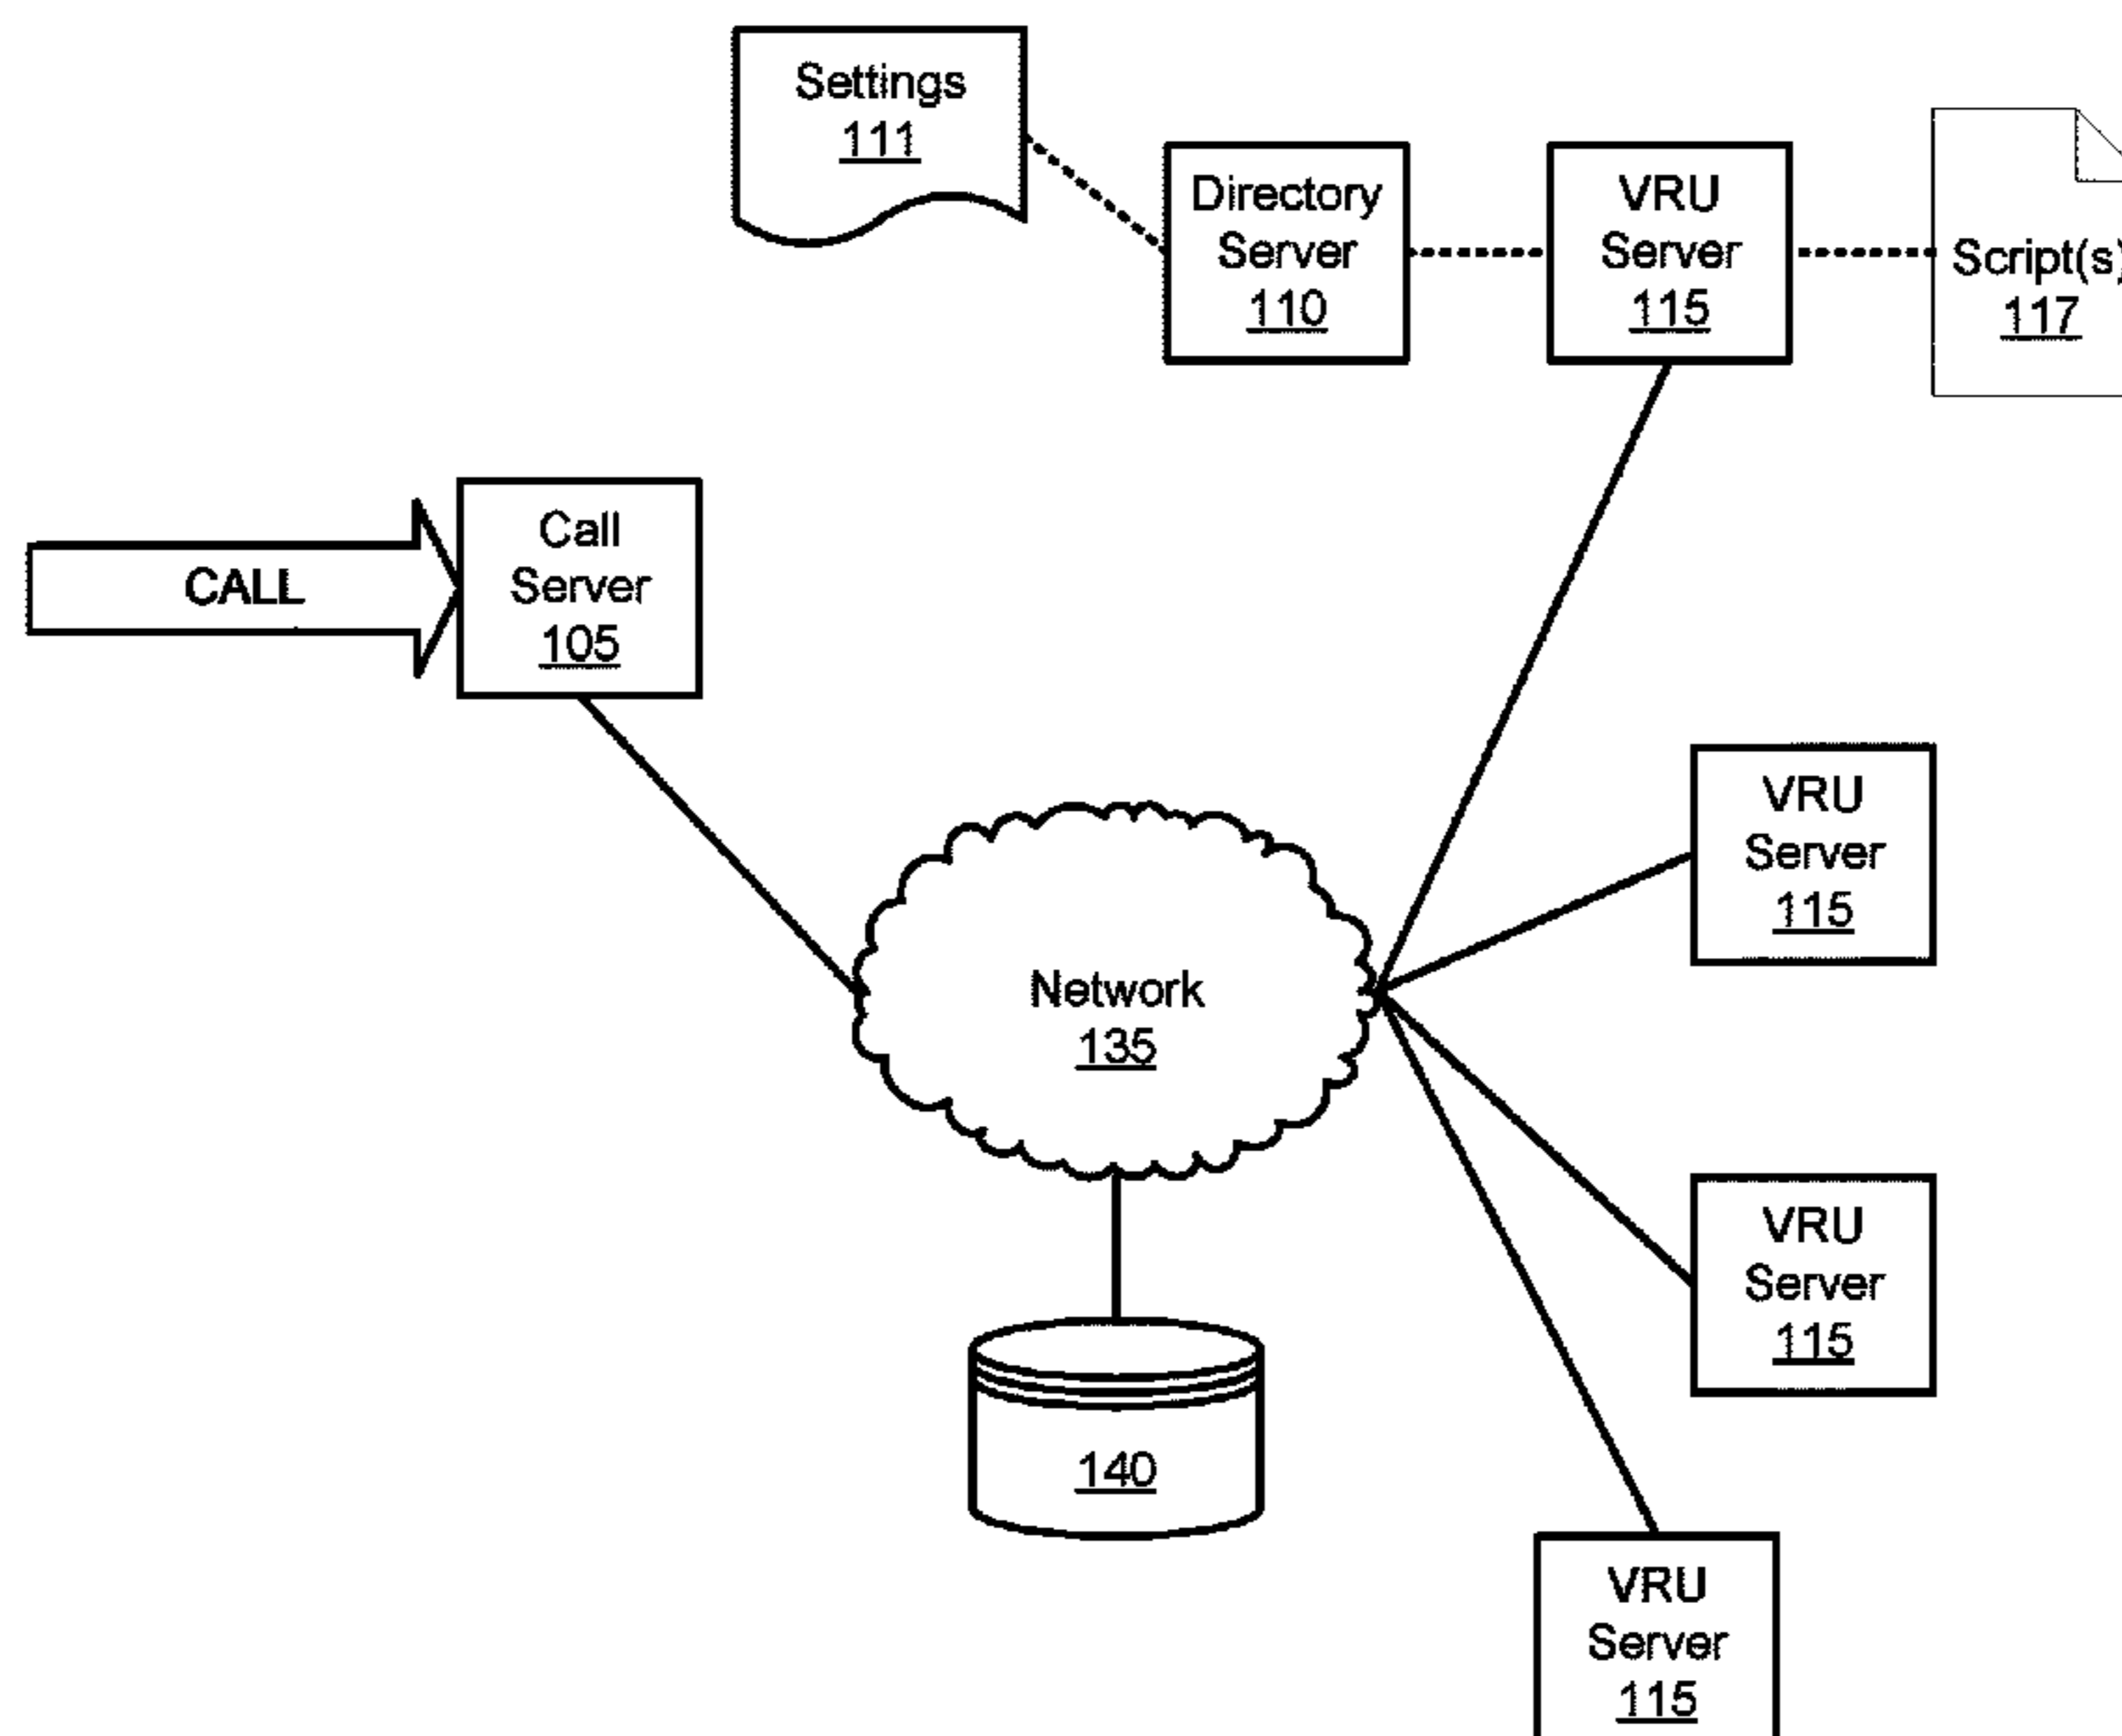 Settings
111
Directory
Server
110
VRU
Server
115
Script(s)
117
CALL
Call
Server
105
VRU
Server
115
Network
135
VRU
Server
115
140
VRU
Server
115